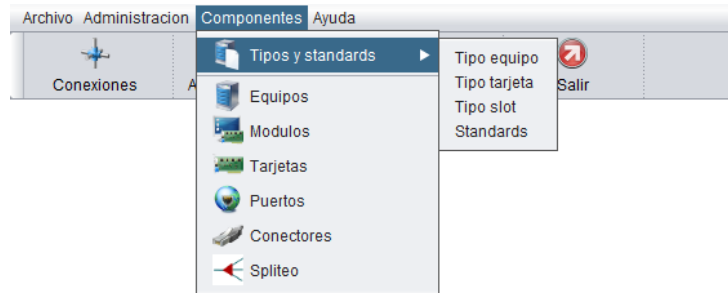 Archivo Administracion Componentes Ayuda
Conexiones
A
Salir
Tipos y standards
Equipos
Modulos
Tarjetas
Puertos
Conectores
Spliteo
Tipo equipo
Tipo tarjeta
Tipo slot
Standards